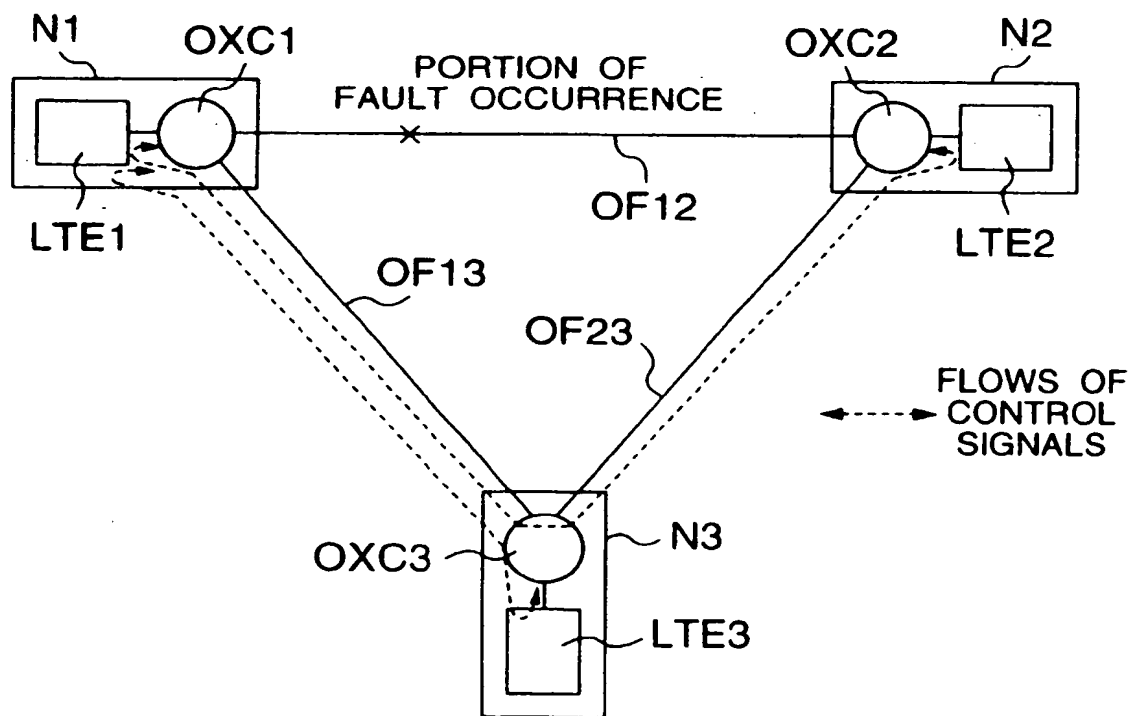 N1
OXC1
OXC2
N2
PORTION OF
FAULT OCCURRENCE
LTE1
OF12
LTE2
OF13
OF23
FLOWS OF
CONTROL
SIGNALS
OXC3
N3
LTE3